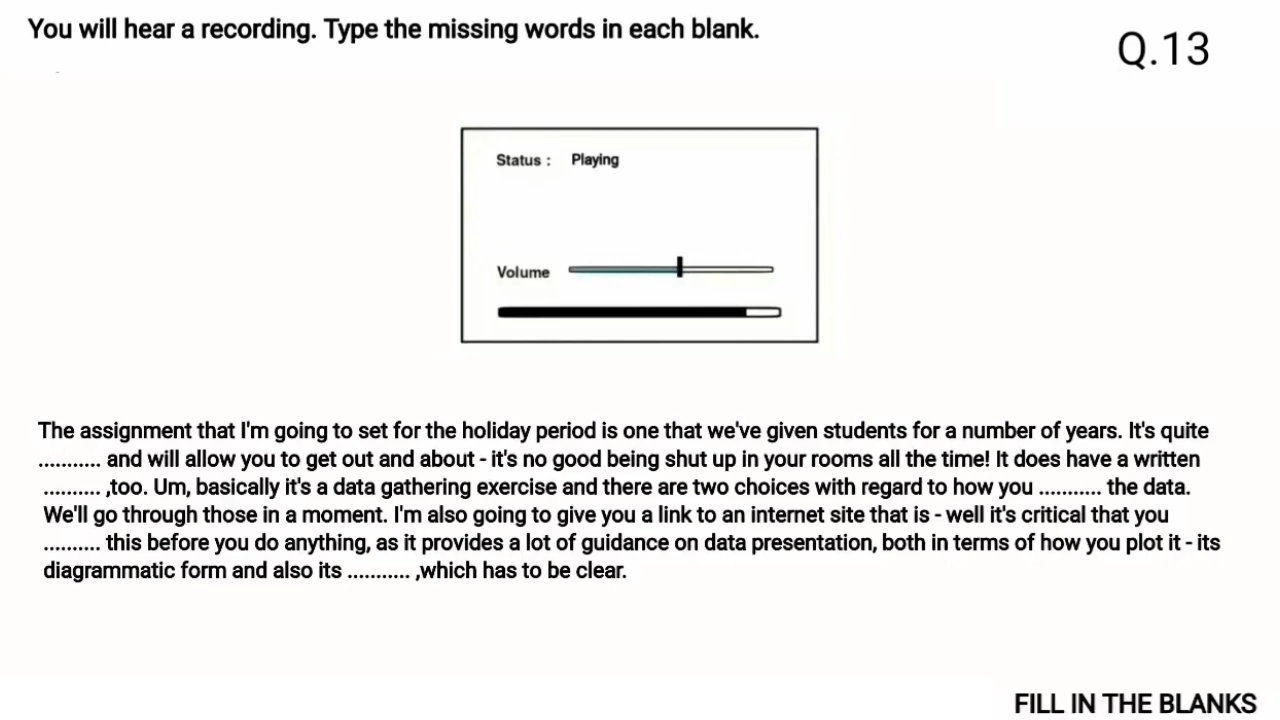 You will hear a recording. Type the missing words in each blank.
Q.13
Status : Playing
Volume
The assignment that I'm going to set for the holiday period is one that we've given students for a number of years. It's quite
........... and will allow you to get out and about - it's no good being shut up in your rooms all the time! It does have a written
.......... ,too. Um, basically it's a data gathering exercise and there are two choices with regard to how you ........... the data.
We'll go through those in a moment. I'm also going to give you a link to an internet site that is - well it's critical that you
.......... this before you do anything, as it provides a lot of guidance on data presentation, both in terms of how you plot it - its
diagrammatic form and also its ........... ,which has to be clear.
FILL IN THE BLANKS